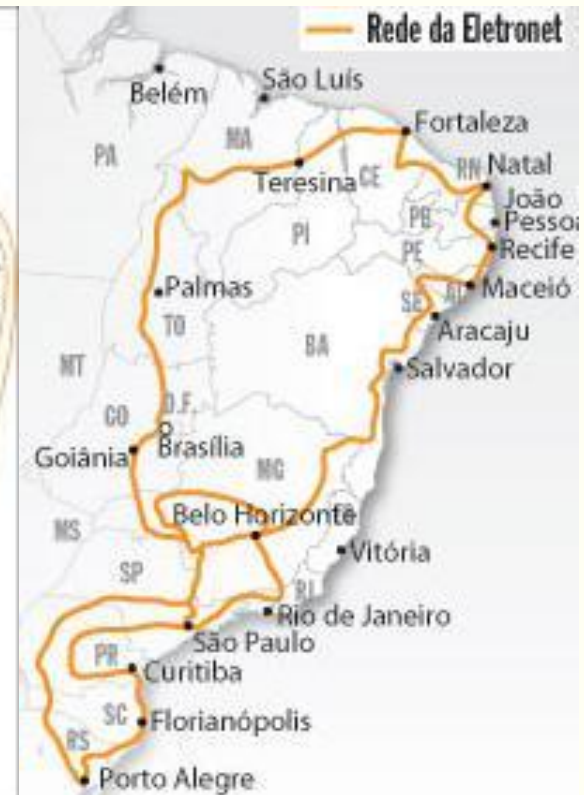 Rede da Eletronet
São Luís
Belém
Fortaleza
PA
MA
Teresina
CE
RN
Natal
João
Pessoa
PB
PI
PE
Recife
Palmas
AL
Maceió
SE
TO
Aracaju
BA
Salvador
MT
D.F.
GO
Brasília
Goiânia
MG
Belo Horizonte
MS
Vitória
SP
RJ
Rio de Janeiro
São Paulo
PR
Curitiba
SC
Florianópolis
RS
Porto Alegre